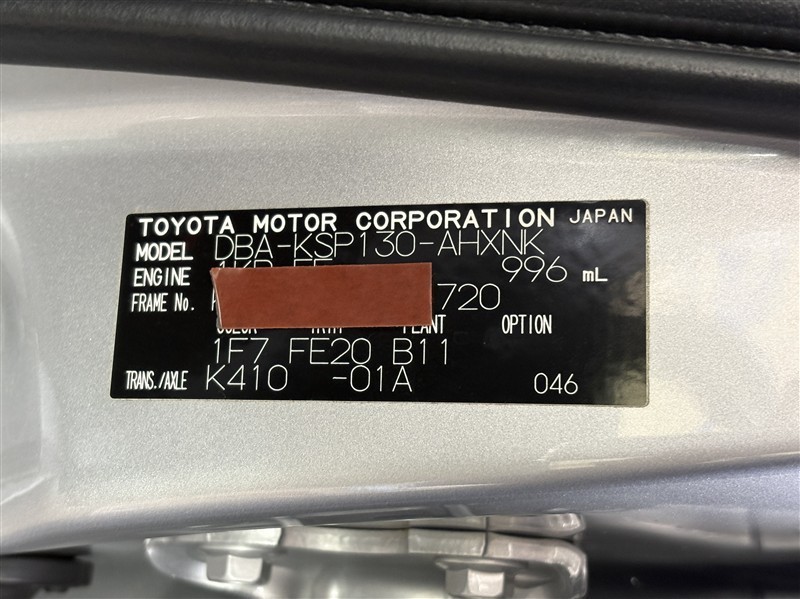 TOYOTA MOTOR CORPORATION JAPAN
MODEL DBA-KSP130-AHXNK
ENGINE 996 mL
FRAME No. 720
OPTION
1F7 FE20 B11
TRANS./AXLE K410 -01A 046